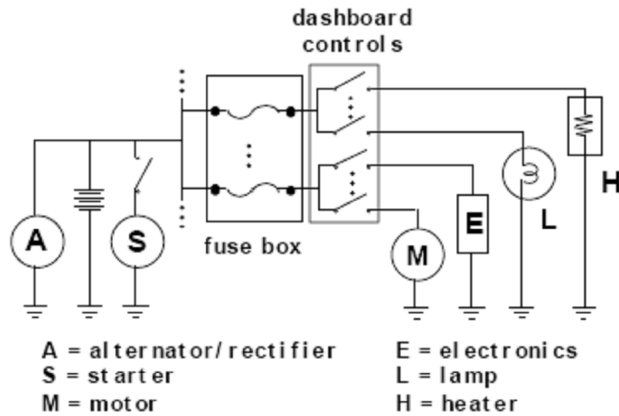 dashboard
controls
H
A
S
E
L
M
fuse box
A = alternator/rectifier
E = electronics
S = starter
L = lamp
M = motor
H = heater